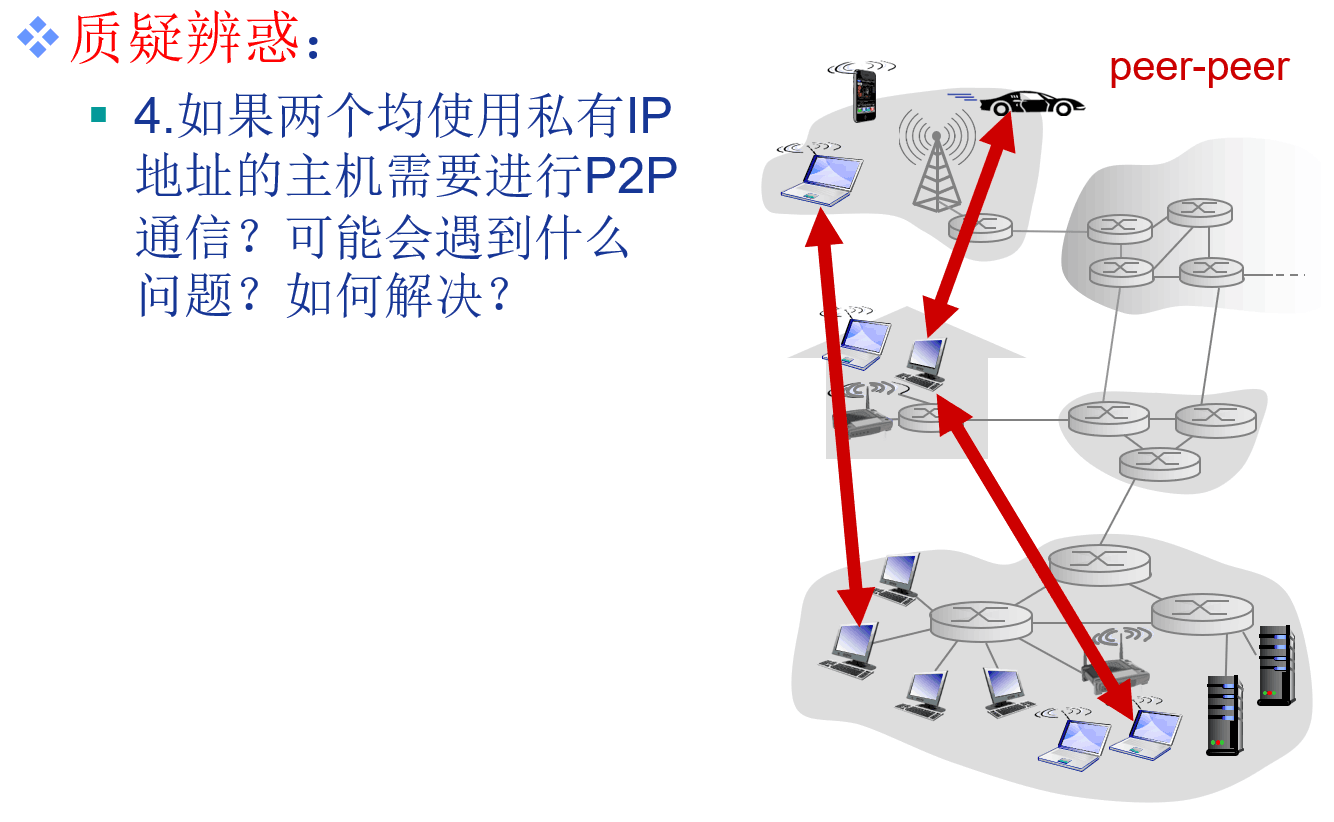 质疑辨惑：
4.如果两个均使用私有IP
地址的主机需要进行P2P
通信？可能会遇到什么
问题？如何解决？
peer-peer